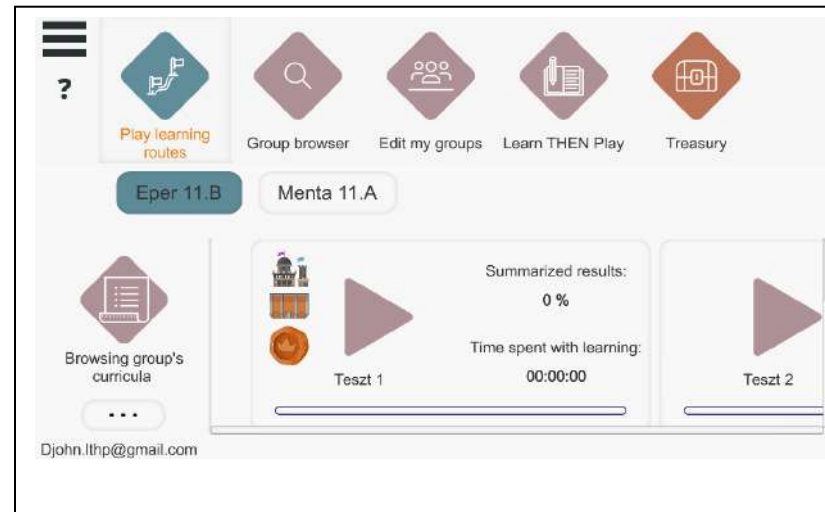 ?
Play learning
routes
Group browser
Edit my groups
Learn THEN Play
Treasury
Eper 11.B
Menta 11.A
Browsing group's
curricula
...
Djohn.lthp@gmail.com
Teszt 1
Summarized results:
0 %
Time spent with learning:
00:00:00
Teszt 2